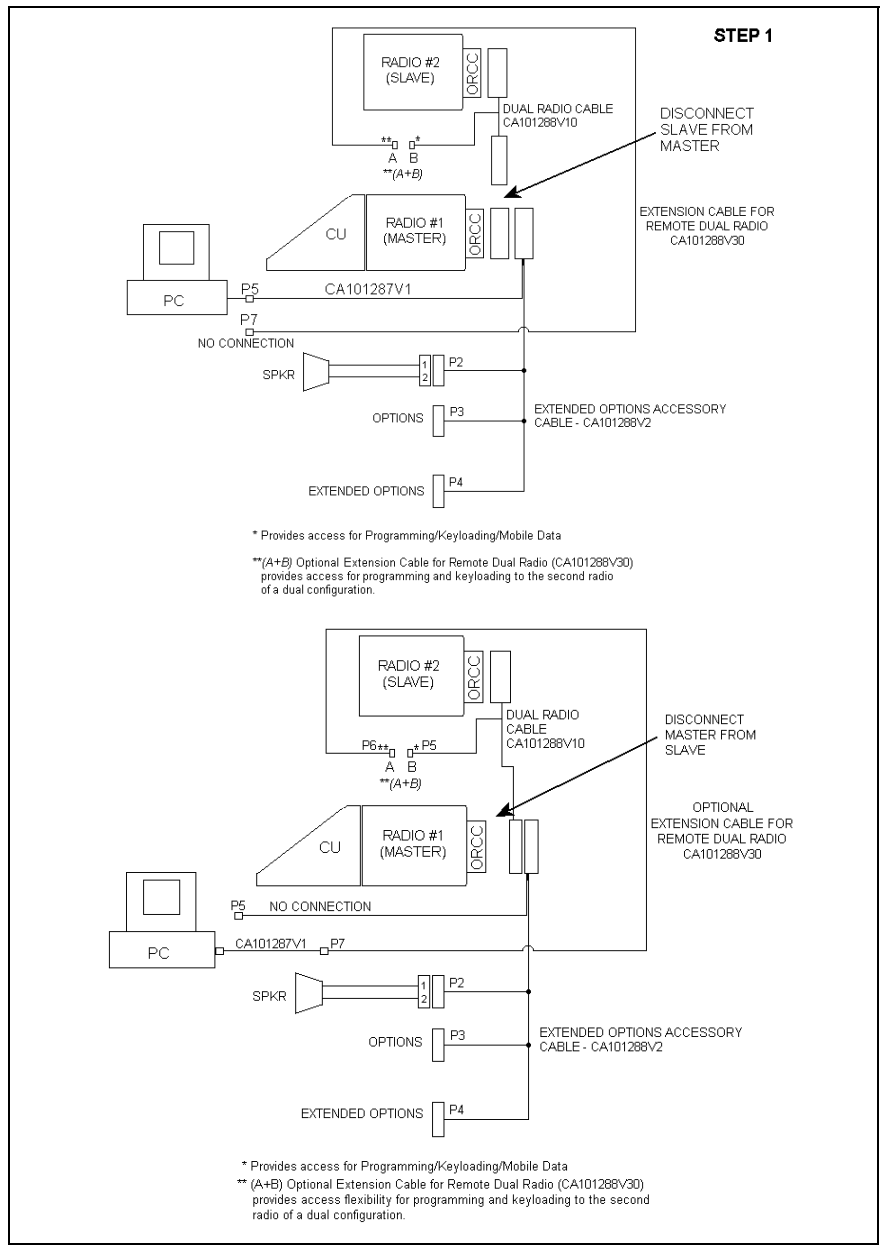 STEP 1
RADIO #2
(SLAVE)
ORCC
DUAL RADIO CABLE
CA101288V10
DISCONNECT
SLAVE FROM
MASTER
** *
A B
**(A+B)
CU
RADIO #1
(MASTER)
ORCC
EXTENSION CABLE FOR
REMOTE DUAL RADIO
CA101288V30
PC
P5
CA101287V1
P7
NO CONNECTION
SPKR
1
2
P2
OPTIONS
P3
EXTENDED OPTIONS ACCESSORY
CABLE - CA101288V2
EXTENDED OPTIONS
P4
* Provides access for Programming/Keyloading/Mobile Data
**(A+B) Optional Extension Cable for Remote Dual Radio (CA101288V30)
provides access for programming and keyloading to the second radio
of a dual configuration.
RADIO #2
(SLAVE)
ORCC
DUAL RADIO
CABLE
CA101288V10
DISCONNECT
MASTER FROM
SLAVE
P6** * P5
A B
**(A+B)
CU
RADIO #1
(MASTER)
ORCC
OPTIONAL
EXTENSION CABLE FOR
REMOTE DUAL RADIO
CA101288V30
P5
NO CONNECTION
PC
CA101287V1
P7
SPKR
1
2
P2
OPTIONS
P3
EXTENDED OPTIONS ACCESSORY
CABLE - CA101288V2
EXTENDED OPTIONS
P4
* Provides access for Programming/Keyloading/Mobile Data
** (A+B) Optional Extension Cable for Remote Dual Radio (CA101288V30)
provides access flexibility for programming and keyloading to the second
radio of a dual configuration.